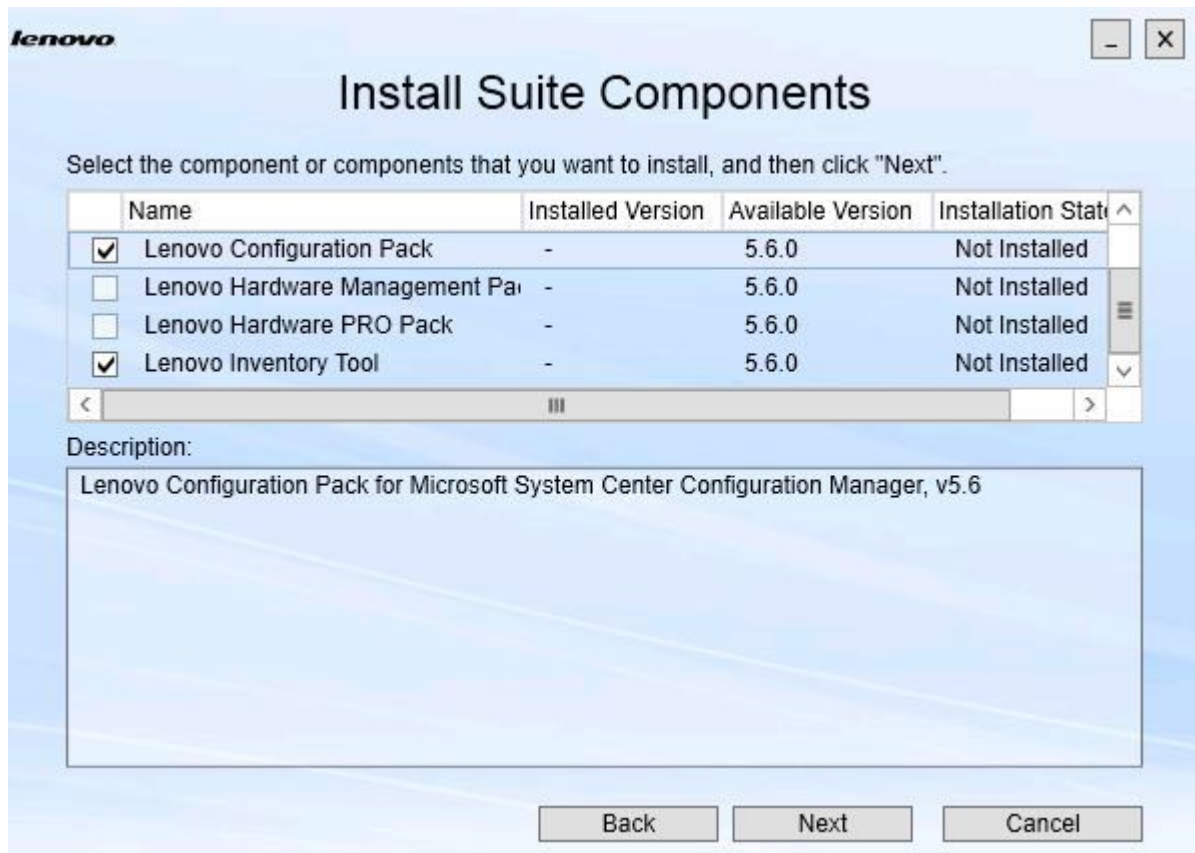 lenovo
Install Suite Components
Select the component or components that you want to install, and then click "Next".
Name Installed Version Available Version Installation State
Lenovo Configuration Pack - 5.6.0 Not Installed
Lenovo Hardware Management Pa - 5.6.0 Not Installed
Lenovo Hardware PRO Pack - 5.6.0 Not Installed
Lenovo Inventory Tool - 5.6.0 Not Installed
Description:
Lenovo Configuration Pack for Microsoft System Center Configuration Manager, v5.6
Back Next Cancel